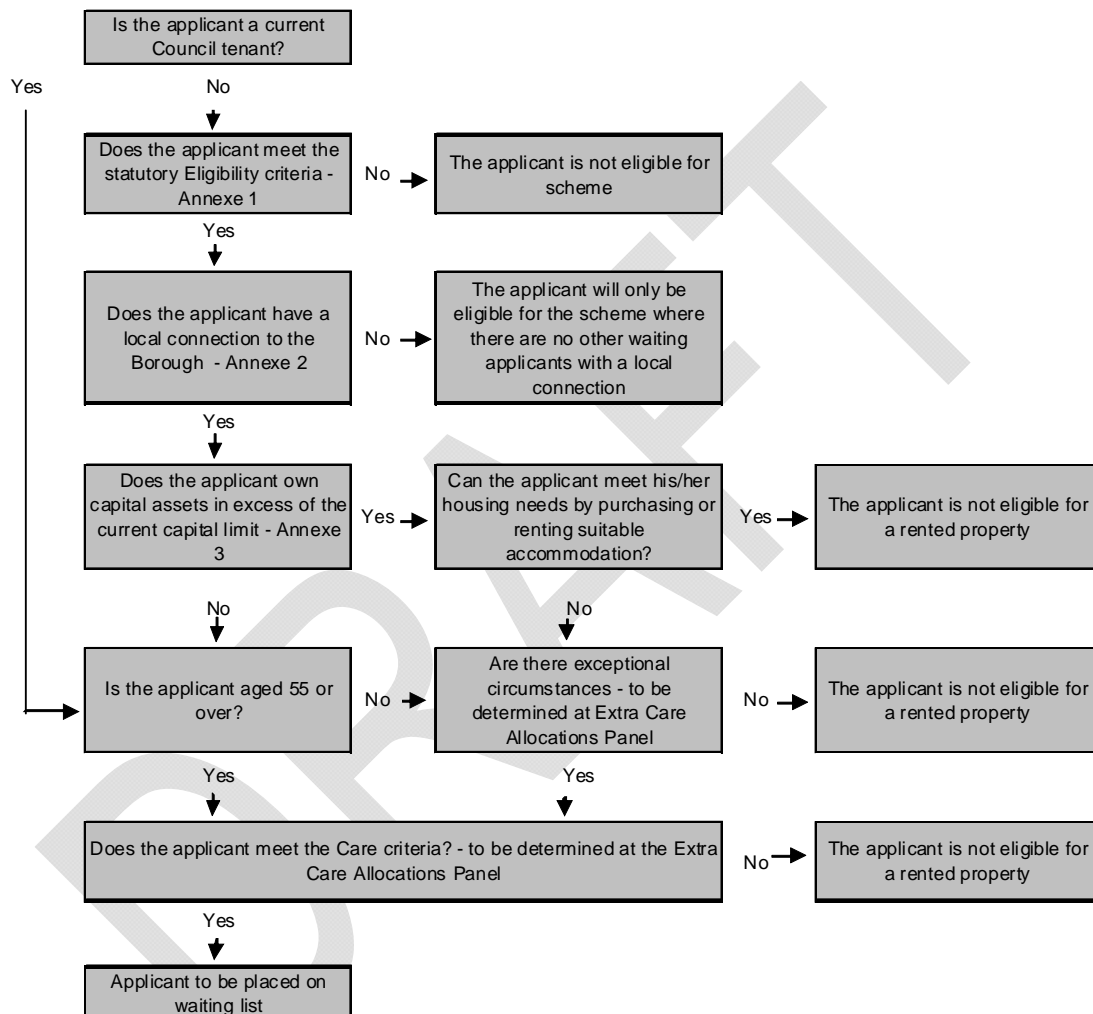 Is the applicant a current
Council tenant?
Yes
No
Does the applicant meet the
statutory Eligibility criteria -
Annexe 1
No
The applicant is not eligible for
scheme
Yes
Does the applicant have a
local connection to the
Borough - Annexe 2
No
The applicant will only be
eligible for the scheme where
there are no other waiting
applicants with a local
connection
Yes
Does the applicant own
capital assets in excess of the
current capital limit - Annexe
3
Yes
Can the applicant meet his/her
housing needs by purchasing or
renting suitable
accommodation?
Yes
The applicant is not eligible for
a rented property
No
No
Is the applicant aged 55 or
over?
No
Are there exceptional
circumstances - to be
determined at Extra Care
Allocations Panel
No
The applicant is not eligible for
a rented property
Yes
Yes
Does the applicant meet the Care criteria? - to be determined at the Extra
Care Allocations Panel
No
The applicant is not eligible for
a rented property
Yes
Applicant to be placed on
waiting list
DRAFT